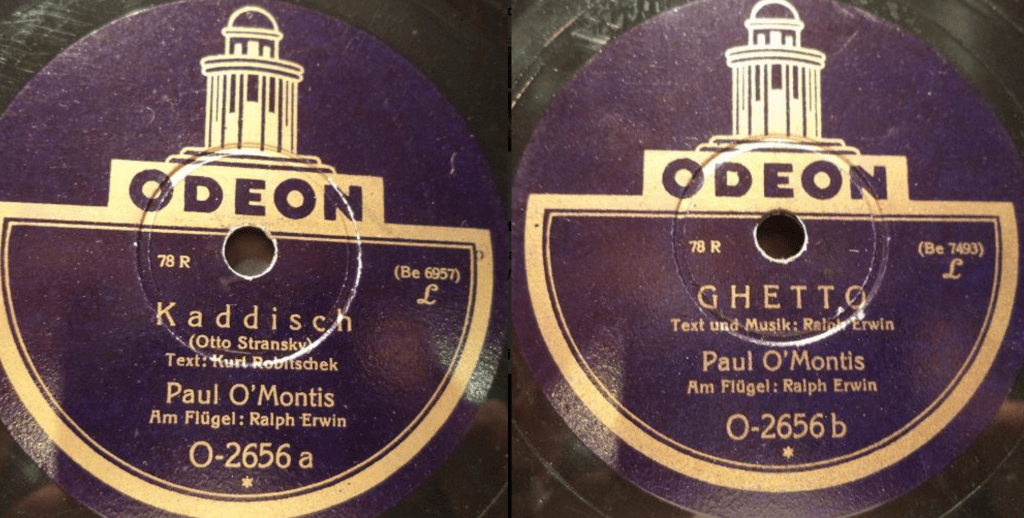 ODEON
78 R
(Be 6957)
L
Kaddisch
(Otto Stransky)
Text: Kurt Robitschek
Paul O'Montis
Am Flügel: Ralph Erwin
O-2656 a
*
ODEON
78 R
(Be 7493)
L
GHETTO
Text und Musik: Ralph Erwin
Paul O'Montis
Am Flügel: Ralph Erwin
O-2656 b
*